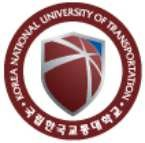 KOREA NATIONAL UNIVERSITY OF TRANSPORTATION
국립한국교통대학교